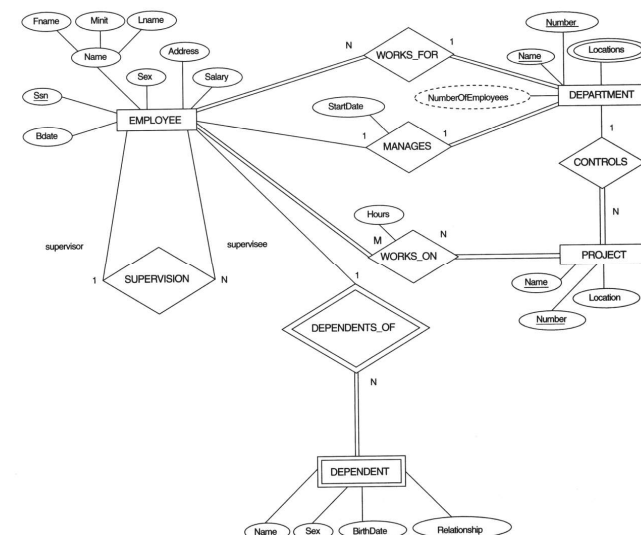 Fname
Minit
Lname
Name
Address
Sex
Salary
Ssn
Bdate
EMPLOYEE
N
WORKS_FOR
1
Number
Name
Locations
NumberOfEmployees
DEPARTMENT
StartDate
1
MANAGES
1
1
CONTROLS
N
supervisor
supervisee
1
SUPERVISION
N
Hours
M
N
WORKS_ON
PROJECT
Name
Number
Location
1
DEPENDENTS_OF
N
DEPENDENT
Name
Sex
BirthDate
Relationship